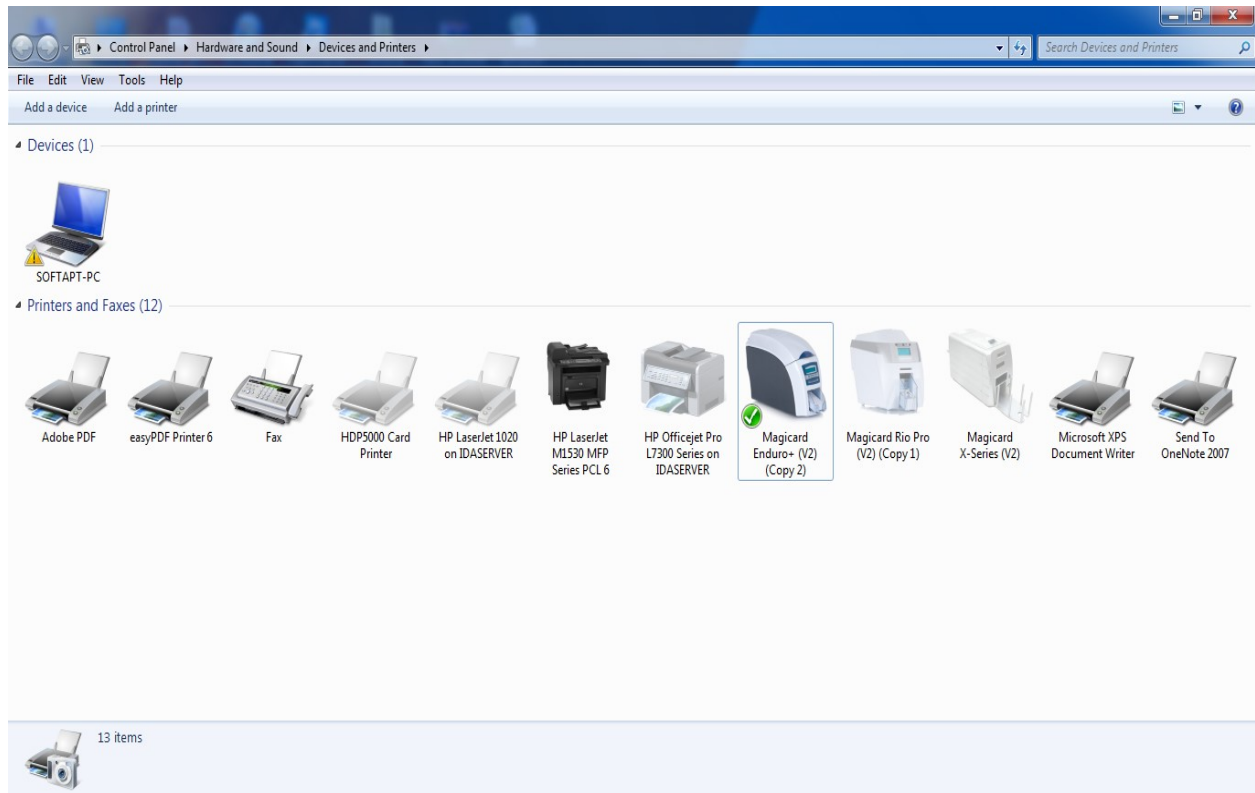 Control Panel ▸ Hardware and Sound ▸ Devices and Printers ▸
Search Devices and Printers
File Edit View Tools Help
Add a device Add a printer
Devices (1)
SOFTAPT-PC
Printers and Faxes (12)
Adobe PDF
easyPDF Printer 6
Fax
HDP5000 Card
Printer
HP LaserJet 1020
on IDASERVER
HP LaserJet
M1530 MFP
Series PCL 6
HP Officejet Pro
L7300 Series on
IDASERVER
Magicard
Enduro+ (V2)
(Copy 2)
Magicard Rio Pro
(V2) (Copy 1)
Magicard
X-Series (V2)
Microsoft XPS
Document Writer
Send To
OneNote 2007
13 items